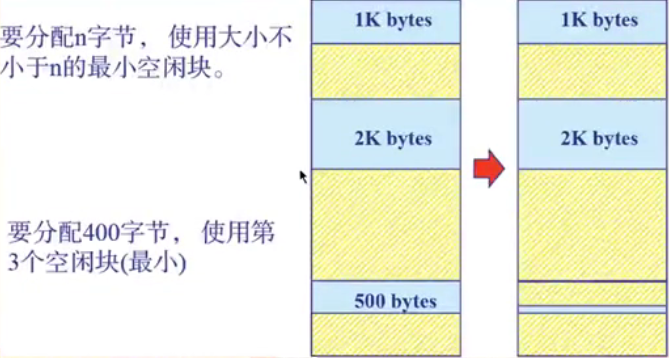 要分配n字节， 使用大小不
小于n的最小空闲块。
要分配400字节， 使用第
3个空闲块(最小)
1K bytes
2K bytes
500 bytes
1K bytes
2K bytes